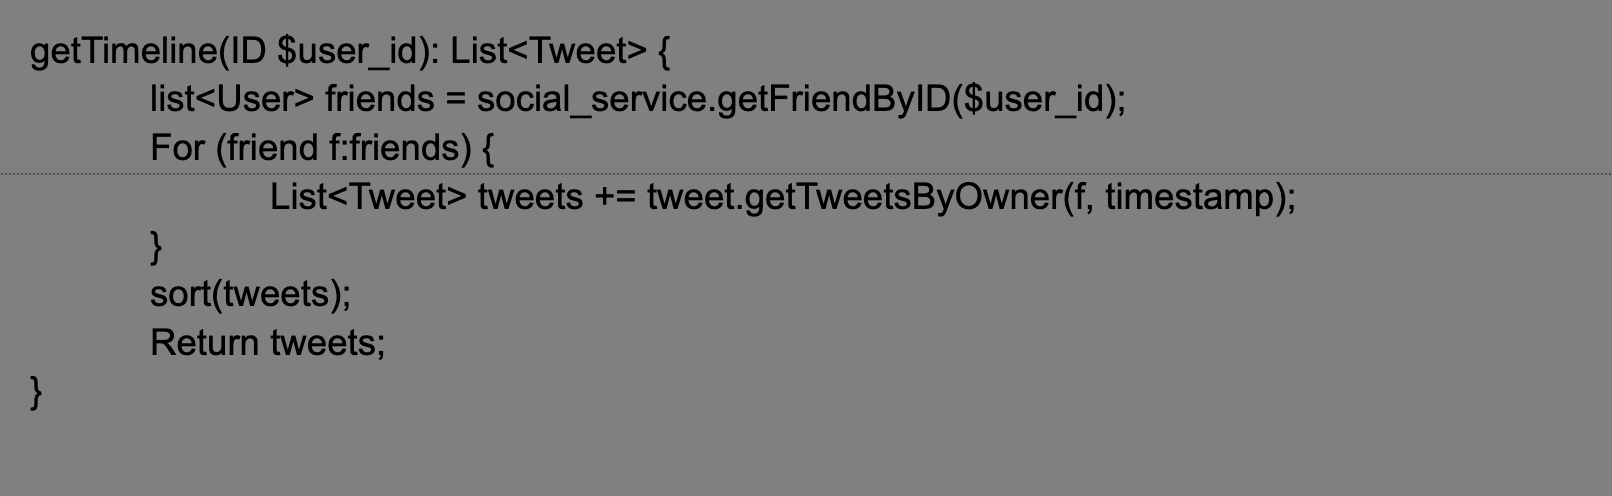 getTimeline(ID $user_id): List<Tweet> {
list<User> friends = social_service.getFriendByID($user_id);
For (friend f:friends) {
List<Tweet> tweets += tweet.getTweetsByOwner(f, timestamp);
}
sort(tweets);
Return tweets;
}